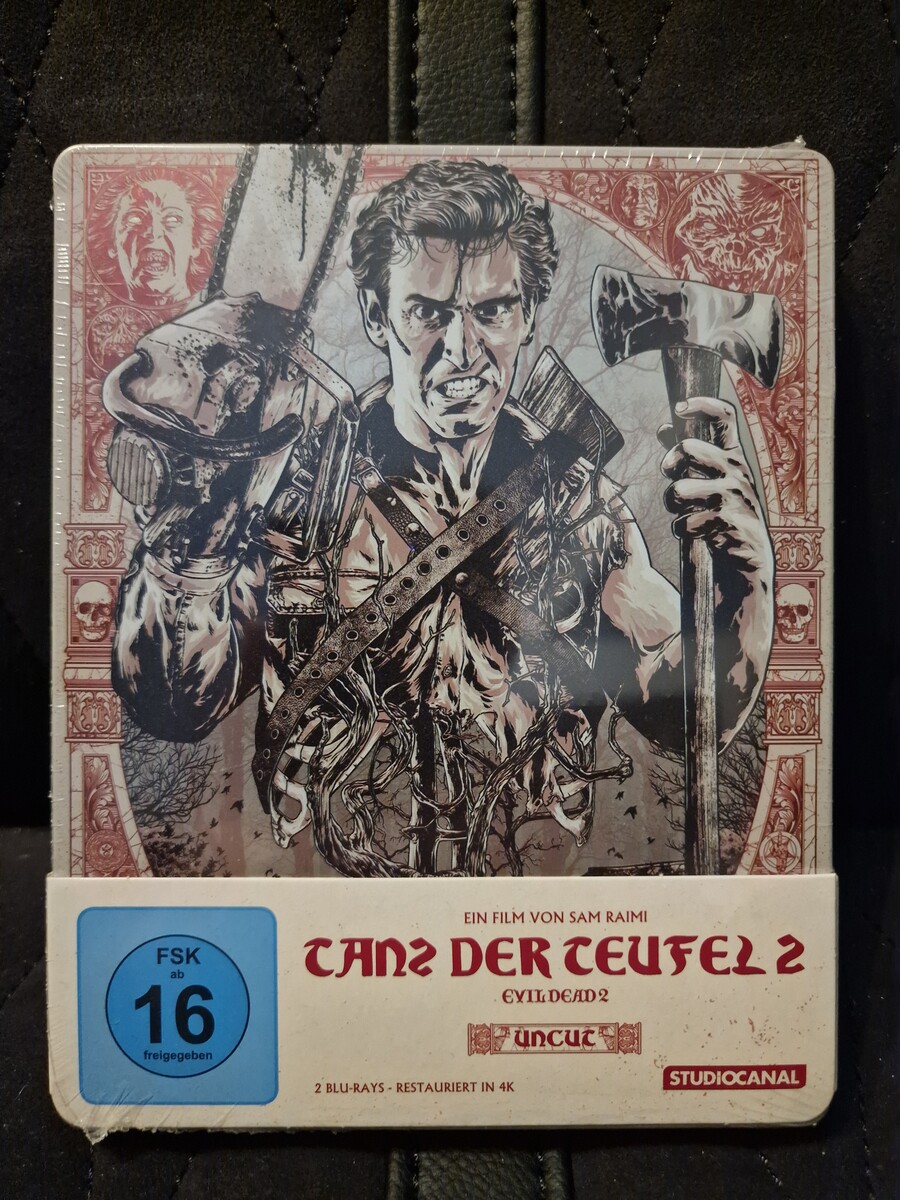 EIN FILM VON SAM RAIMI
TANZ DER TEUFEL 2
EVIL DEAD 2
UNCUT
FSK
ab
16
freigegeben
2 BLU-RAYS - RESTAURIERT IN 4K
STUDIOCANAL